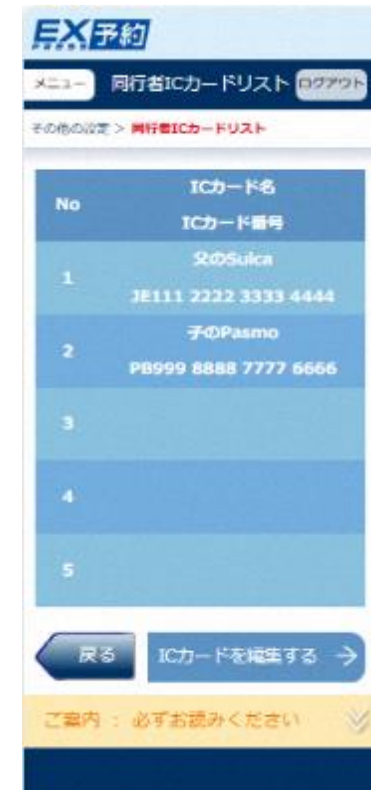 EX予約
メニュー 同行者ICカードリスト ログアウト
その他の設定 > 同行者ICカードリスト
No ICカード名
ICカード番号
1 父のSuica
JE111 2222 3333 4444
2 子のPasmo
PB999 8888 7777 6666
3
4
5
戻る ICカードを編集する →
ご案内 : 必ずお読みください